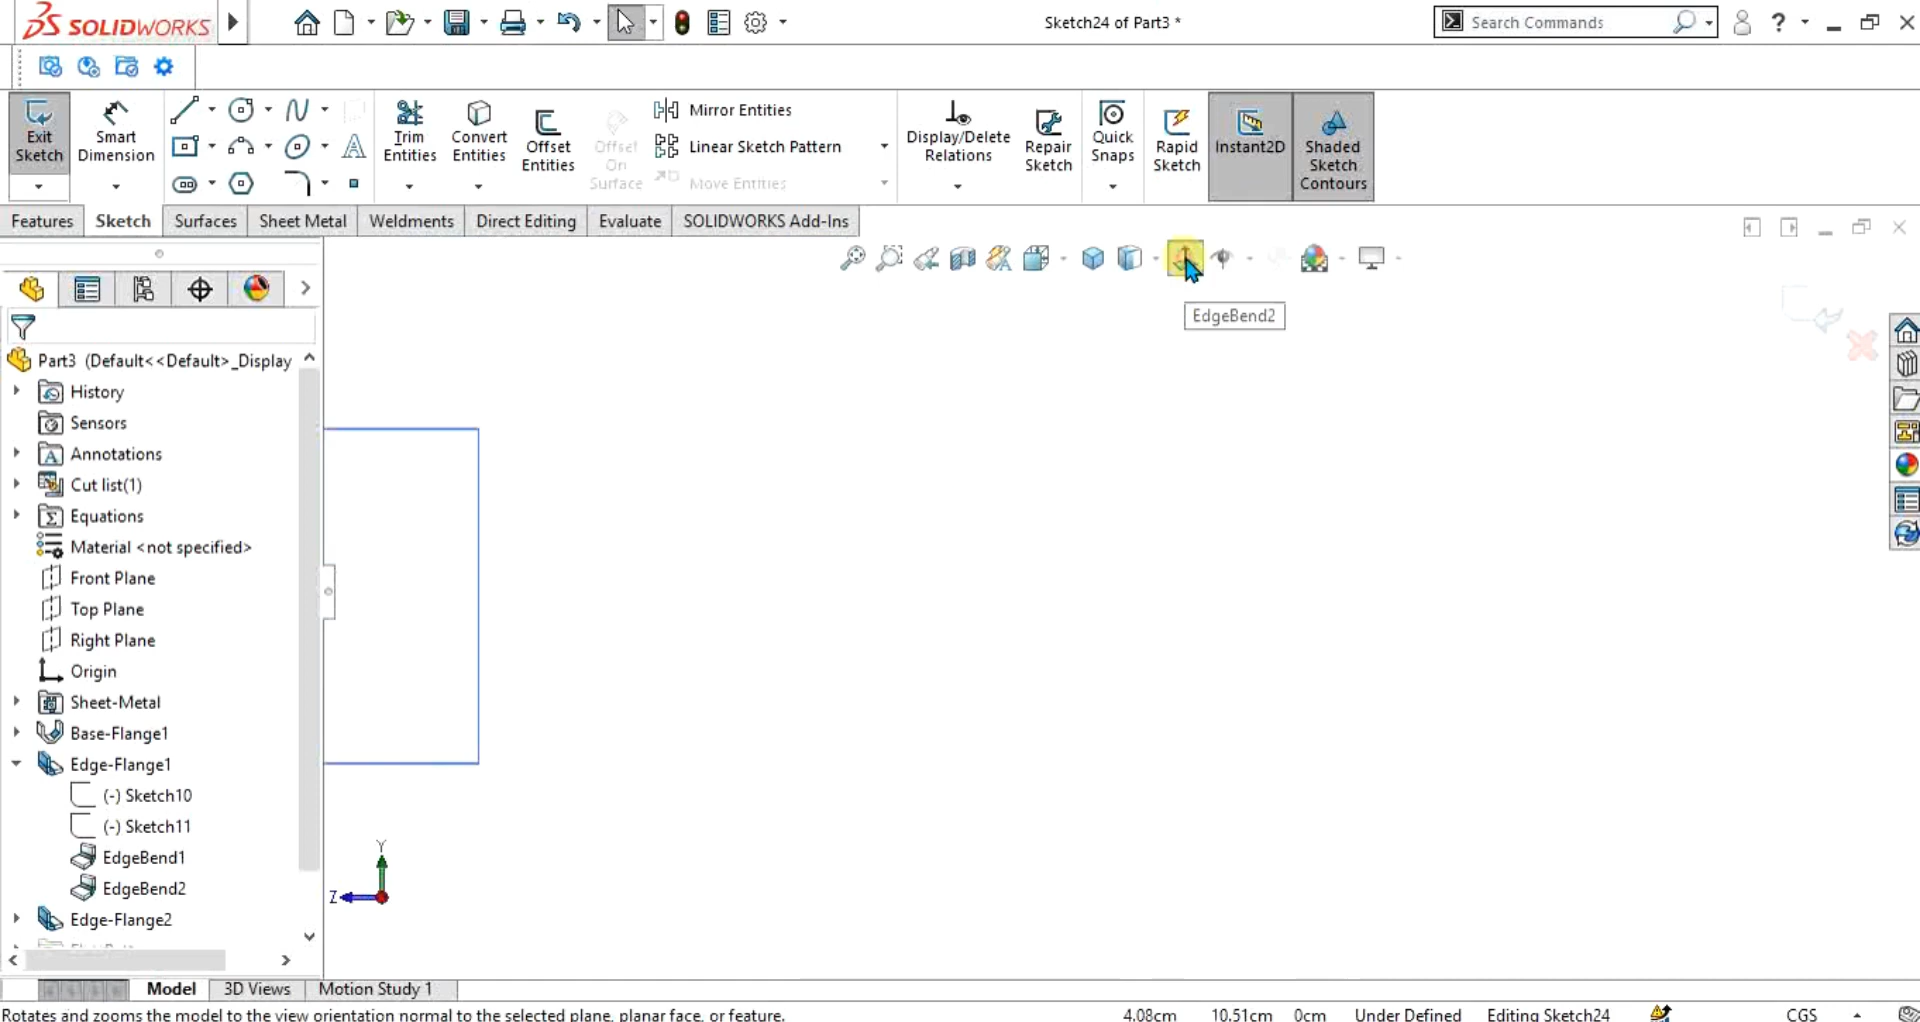 SOLIDWORKS
Sketch24 of Part3 *
Search Commands
?
Exit Sketch
Smart Dimension
Trim Entities
Convert Entities
Offset Entities
Offset On Surface
Mirror Entities
Linear Sketch Pattern
Move Entities
Display/Delete Relations
Repair Sketch
Quick Snaps
Rapid Sketch
Instant2D
Shaded Sketch Contours
Features
Sketch
Surfaces
Sheet Metal
Weldments
Direct Editing
Evaluate
SOLIDWORKS Add-Ins
EdgeBend2
Part3 (Default<<Default>_Display
History
Sensors
Annotations
Cut list(1)
Equations
Material <not specified>
Front Plane
Top Plane
Right Plane
Origin
Sheet-Metal
Base-Flange1
Edge-Flange1
(-) Sketch10
(-) Sketch11
EdgeBend1
EdgeBend2
Edge-Flange2
Y
Z
Model
3D Views
Motion Study 1
Rotates and zooms the model to the view orientation normal to the selected plane, planar face, or feature.
4.08cm
10.51cm
0cm
Under Defined
Editing Sketch24
CGS